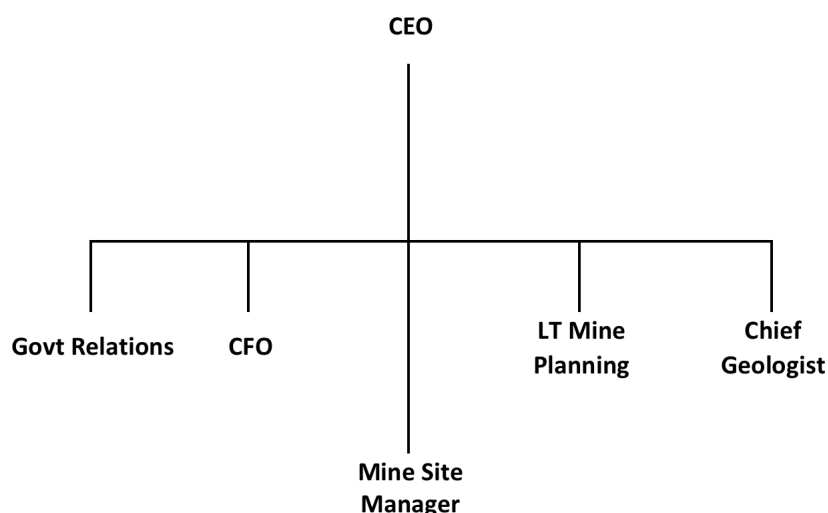 CEO
Govt Relations
CFO
LT Mine
Planning
Chief
Geologist
Mine Site
Manager